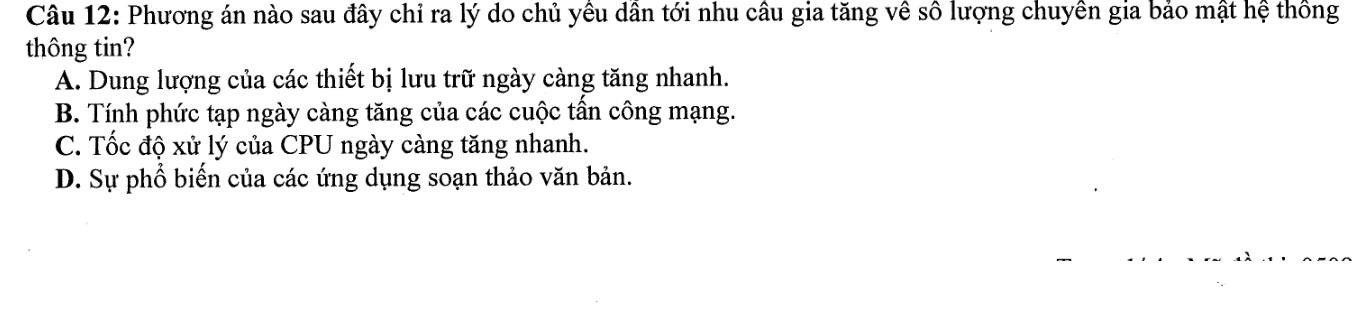 Câu 12: Phương án nào sau đây chỉ ra lý do chủ yếu dẫn tới nhu cầu gia tăng về số lượng chuyên gia bảo mật hệ thống
thông tin?
A. Dung lượng của các thiết bị lưu trữ ngày càng tăng nhanh.
B. Tính phức tạp ngày càng tăng của các cuộc tấn công mạng.
C. Tốc độ xử lý của CPU ngày càng tăng nhanh.
D. Sự phổ biến của các ứng dụng soạn thảo văn bản.